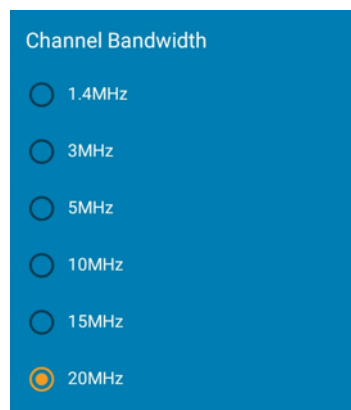 Channel Bandwidth
1.4MHz
3MHz
5MHz
10MHz
15MHz
20MHz